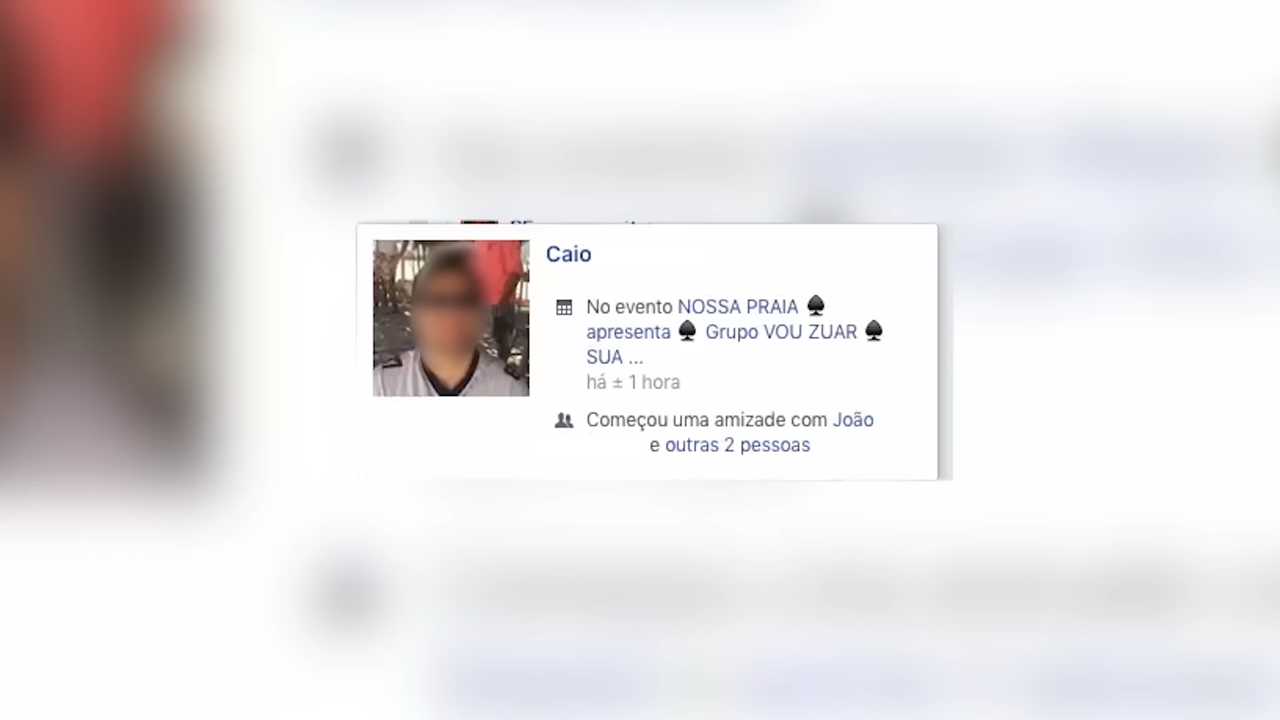 Caio
No evento NOSSA PRAIA ♠
apresenta ♠ Grupo VOU ZUAR ♠
SUA ...
há ± 1 hora
Começou uma amizade com João
e outras 2 pessoas